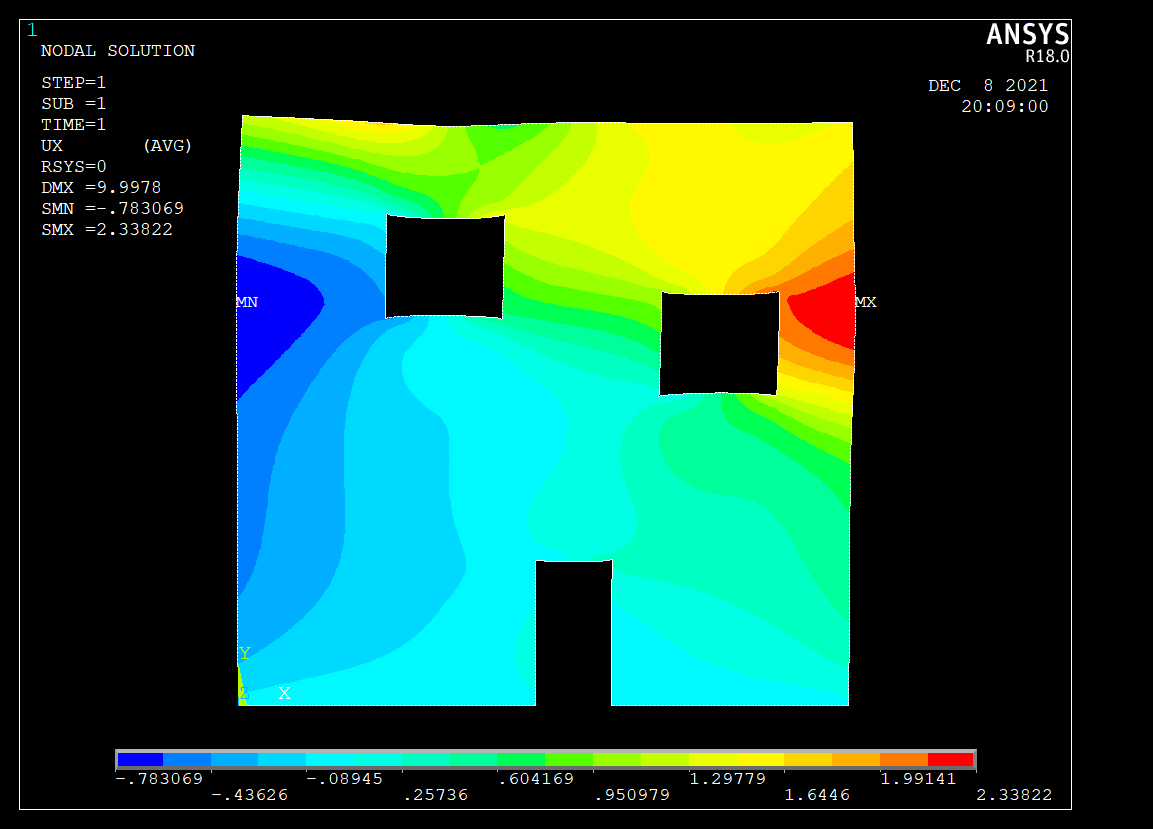 1
ANSYS
R18.0
NODAL SOLUTION
STEP=1
SUB =1
TIME=1
UX (AVG)
RSYS=0
DMX =9.9978
SMN =-.783069
SMX =2.33822
DEC 8 2021
20:09:00
MN
MX
Y
Z X
-.783069 -.08945 .604169 1.29779 1.99141
-.43626 .25736 .950979 1.6446 2.33822